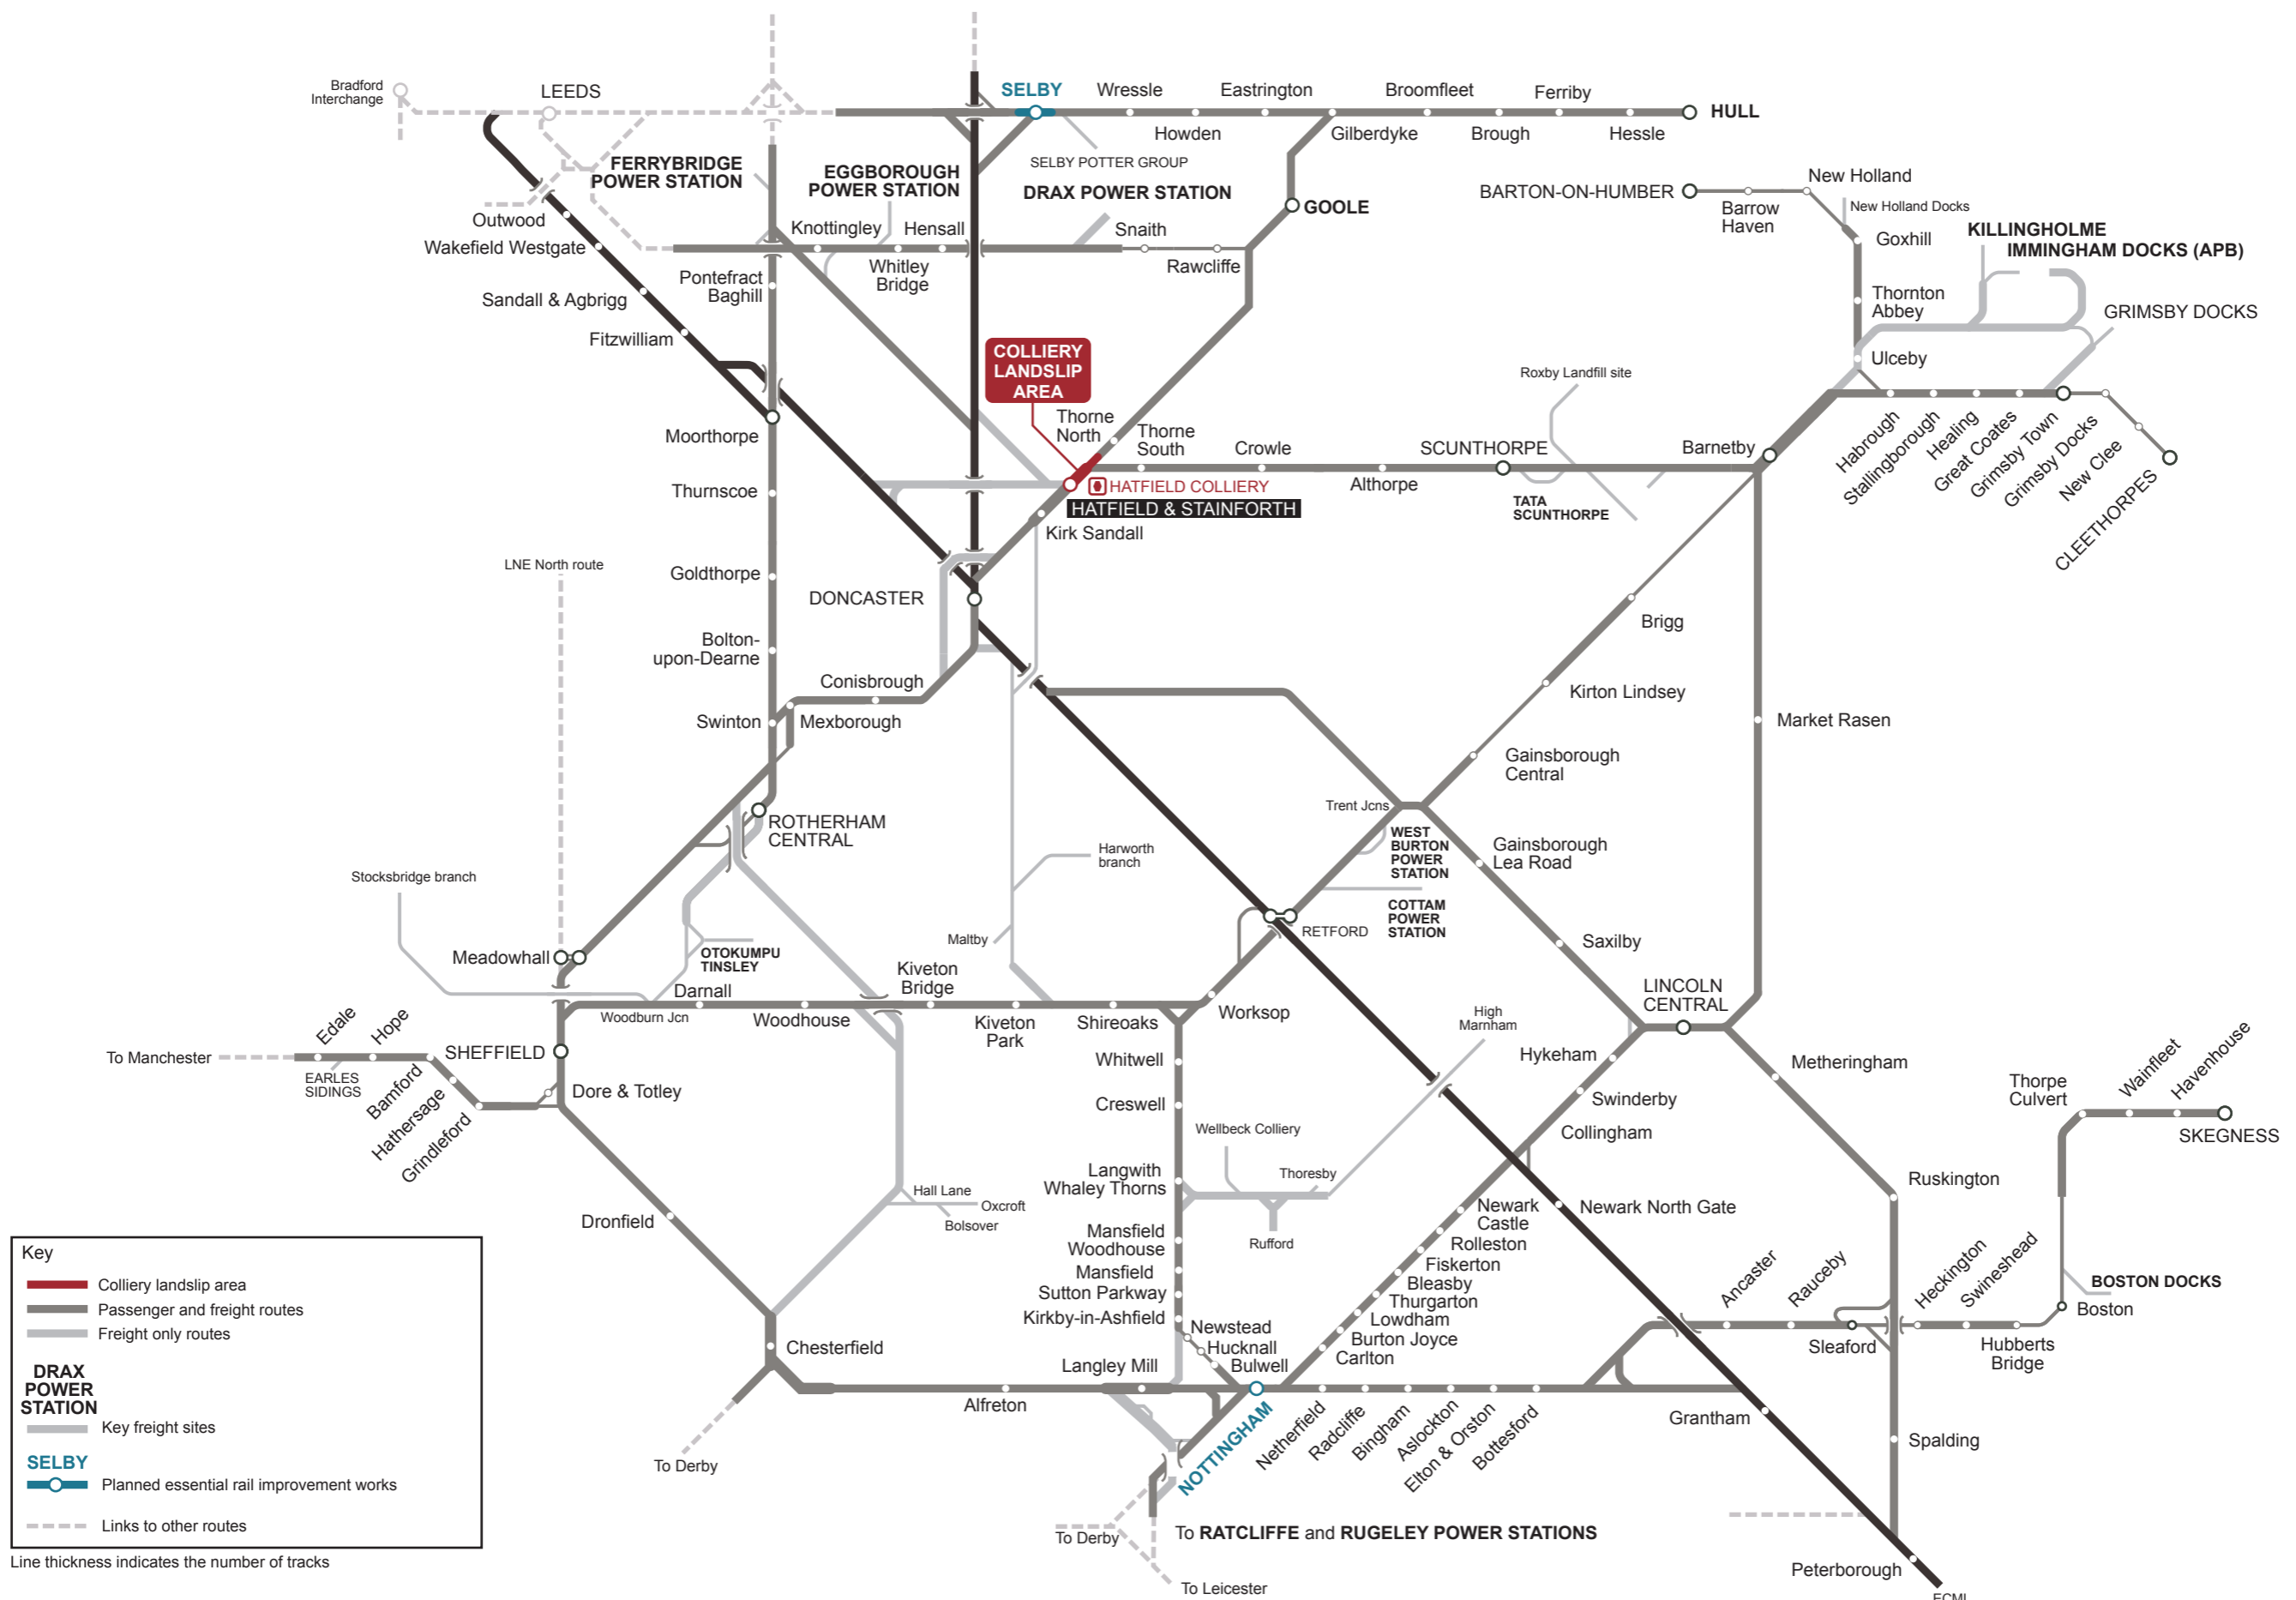 Bradford
Interchange
LEEDS
SELBY
Wressle
Eastrington
Broomfleet
Ferriby
HULL
Howden
Gilberdyke
Brough
Hessle
SELBY POTTER GROUP
FERRYBRIDGE
POWER STATION
EGGBOROUGH
POWER STATION
DRAX POWER STATION
GOOLE
BARTON-ON-HUMBER
New Holland
Barrow
Haven
New Holland Docks
Goxhill
KILLINGHOLME
IMMINGHAM DOCKS (APB)
Outwood
Wakefield Westgate
Sandall & Agbrigg
Fitzwilliam
Knottingley
Hensall
Snaith
Whitley
Bridge
Rawcliffe
Pontefract
Baghill
Thornton
Abbey
GRIMSBY DOCKS
Ulceby
COLLIERY
LANDSLIP
AREA
Thorne
North
Thorne
South
Crowle
SCUNTHORPE
Roxby Landfill site
Barnetby
Habrough
Stallingborough
Healing
Great Coates
Grimsby Town
Grimsby Docks
New Clee
CLEETHORPES
Moorthorpe
HATFIELD COLLIERY
HATFIELD & STAINFORTH
Althorpe
TATA
SCUNTHORPE
Kirk Sandall
Thurnscoe
LNE North route
Goldthorpe
DONCASTER
Bolton-
upon-Dearne
Conisbrough
Swinton
Mexborough
Brigg
Kirton Lindsey
Market Rasen
Gainsborough
Central
Trent Jcns
ROTHERHAM
CENTRAL
WEST
BURTON
POWER
STATION
Gainsborough
Lea Road
Harworth
branch
Stocksbridge branch
COTTAM
POWER
STATION
RETFORD
Maltby
Saxilby
Meadowhall
OTOKUMPU
TINSLEY
Darnall
Kiveton
Bridge
LINCOLN
CENTRAL
Woodburn Jcn
Woodhouse
Kiveton
Park
Shireoaks
Worksop
High
Marnham
Edale
Hope
To Manchester
SHEFFIELD
EARLES
SIDINGS
Bamford
Hathersage
Grindleford
Dore & Totley
Whitwell
Creswell
Hykeham
Swinderby
Collingham
Metheringham
Thorpe
Culvert
Wainfleet
Havenhouse
SKEGNESS
Wellbeck Colliery
Langwith
Whaley Thorns
Thoresby
Rufford
Hall Lane
Oxcroft
Bolsover
Dronfield
Newark
Castle
Newark North Gate
Ruskington
Rolleston
Fiskerton
Bleasby
Thurgarton
Lowdham
Burton Joyce
Carlton
Mansfield
Woodhouse
Mansfield
Sutton Parkway
Kirkby-in-Ashfield
Newstead
Hucknall
Bulwell
Ancaster
Rauceby
Heckington
Swineshead
BOSTON DOCKS
Boston
Sleaford
Hubberts
Bridge
Chesterfield
Langley Mill
Alfreton
NOTTINGHAM
Netherfield
Radcliffe
Bingham
Aslockton
Elton & Orston
Bottesford
Grantham
Spalding
To Derby
To Derby
To RATCLIFFE and RUGELEY POWER STATIONS
To Leicester
Peterborough
ECML
Key
Colliery landslip area
Passenger and freight routes
Freight only routes
DRAX
POWER
STATION
Key freight sites
SELBY
Planned essential rail improvement works
Links to other routes
Line thickness indicates the number of tracks